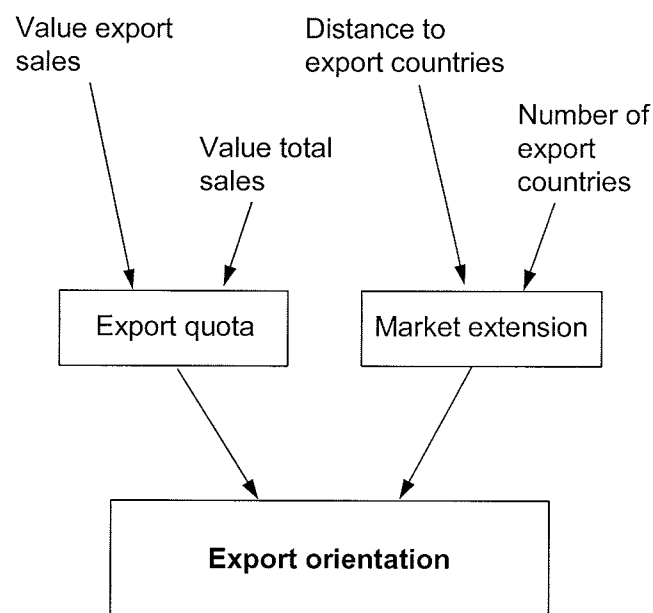 Value export
sales
Distance to
export countries
Value total
sales
Number of
export
countries
Export quota
Market extension
Export orientation